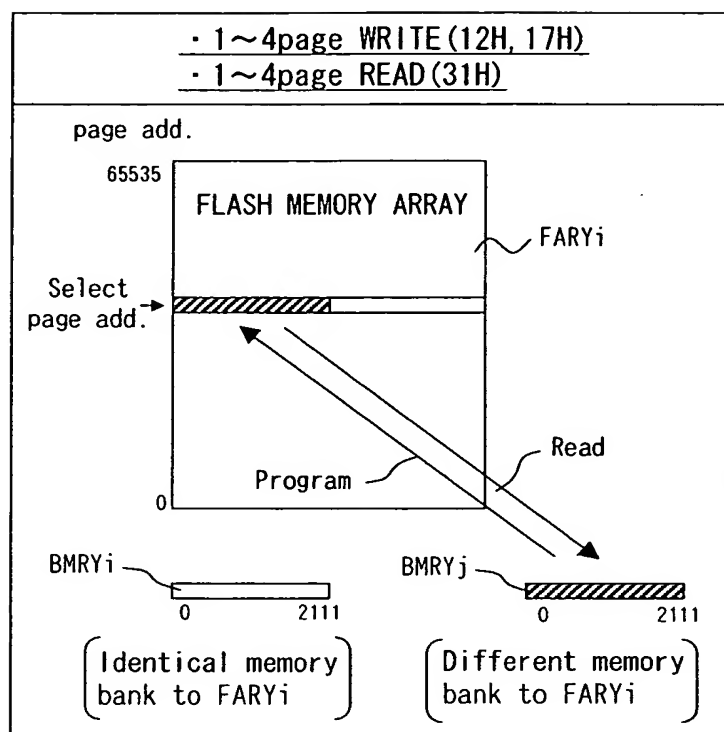 ・1～4page WRITE(12H,17H)
・1～4page READ(31H)
page add.
65535
FLASH MEMORY ARRAY
FARYi
Select
page add.
Read
Program
0
BMRYi
BMRYj
0 2111
0 2111
Identical memory
bank to FARYi
Different memory
bank to FARYi